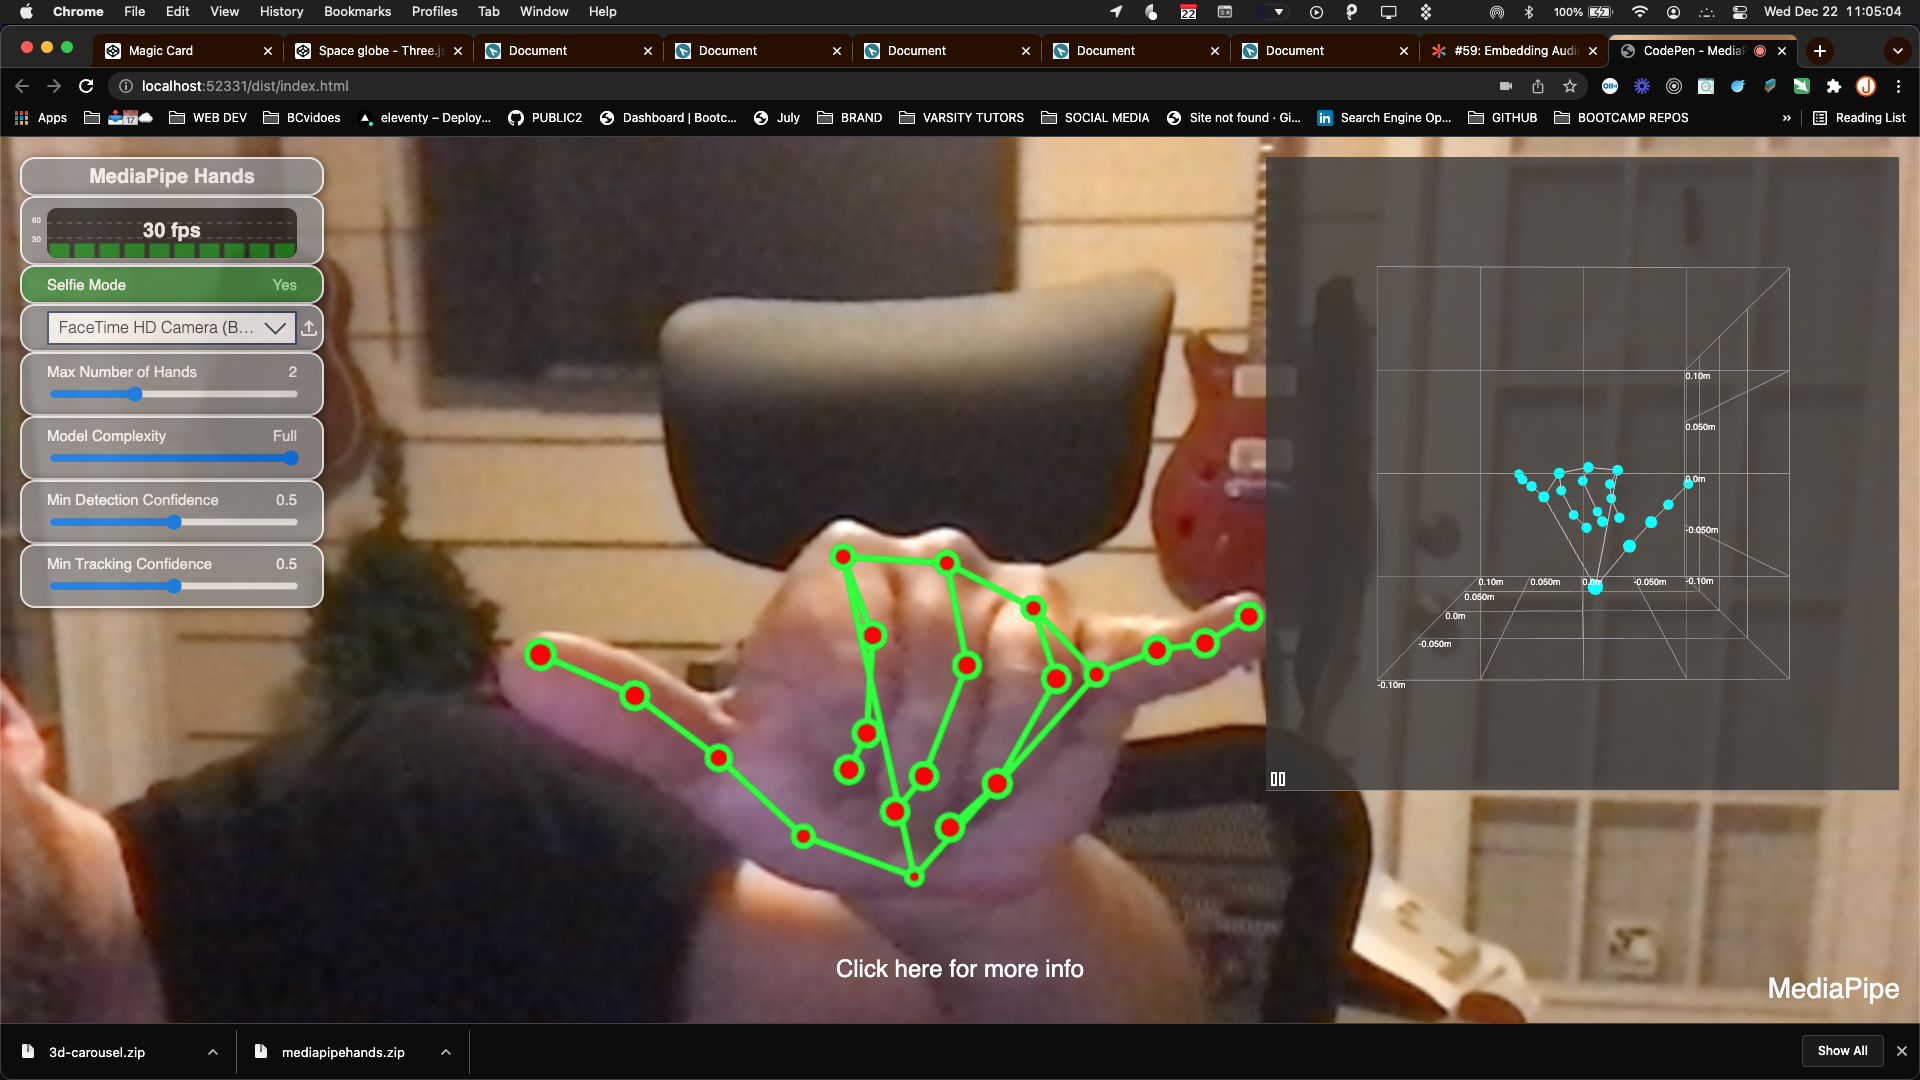 Chrome File Edit View History Bookmarks Profiles Tab Window Help 22 100% Wed Dec 22 11:05:04
Magic Card Space globe - Three.js Document Document Document Document Document #59: Embedding Audi CodePen - MediaP
localhost:52331/dist/index.html J
Apps 17 WEB DEV BCvidoes eleventy – Deploy... PUBLIC2 Dashboard | Bootc... July BRAND VARSITY TUTORS SOCIAL MEDIA Site not found · Gi... Search Engine Op... GITHUB BOOTCAMP REPOS » Reading List
MediaPipe Hands
60
30 fps
30
Selfie Mode Yes
FaceTime HD Camera (B...
Max Number of Hands 2
Model Complexity Full
Min Detection Confidence 0.5
Min Tracking Confidence 0.5
0.10m
0.050m
0.0m
-0.050m
-0.10m
0.10m 0.050m 0.0m -0.050m
0.050m
0.0m
-0.050m
-0.10m
Click here for more info
MediaPipe
3d-carousel.zip mediapipehands.zip Show All